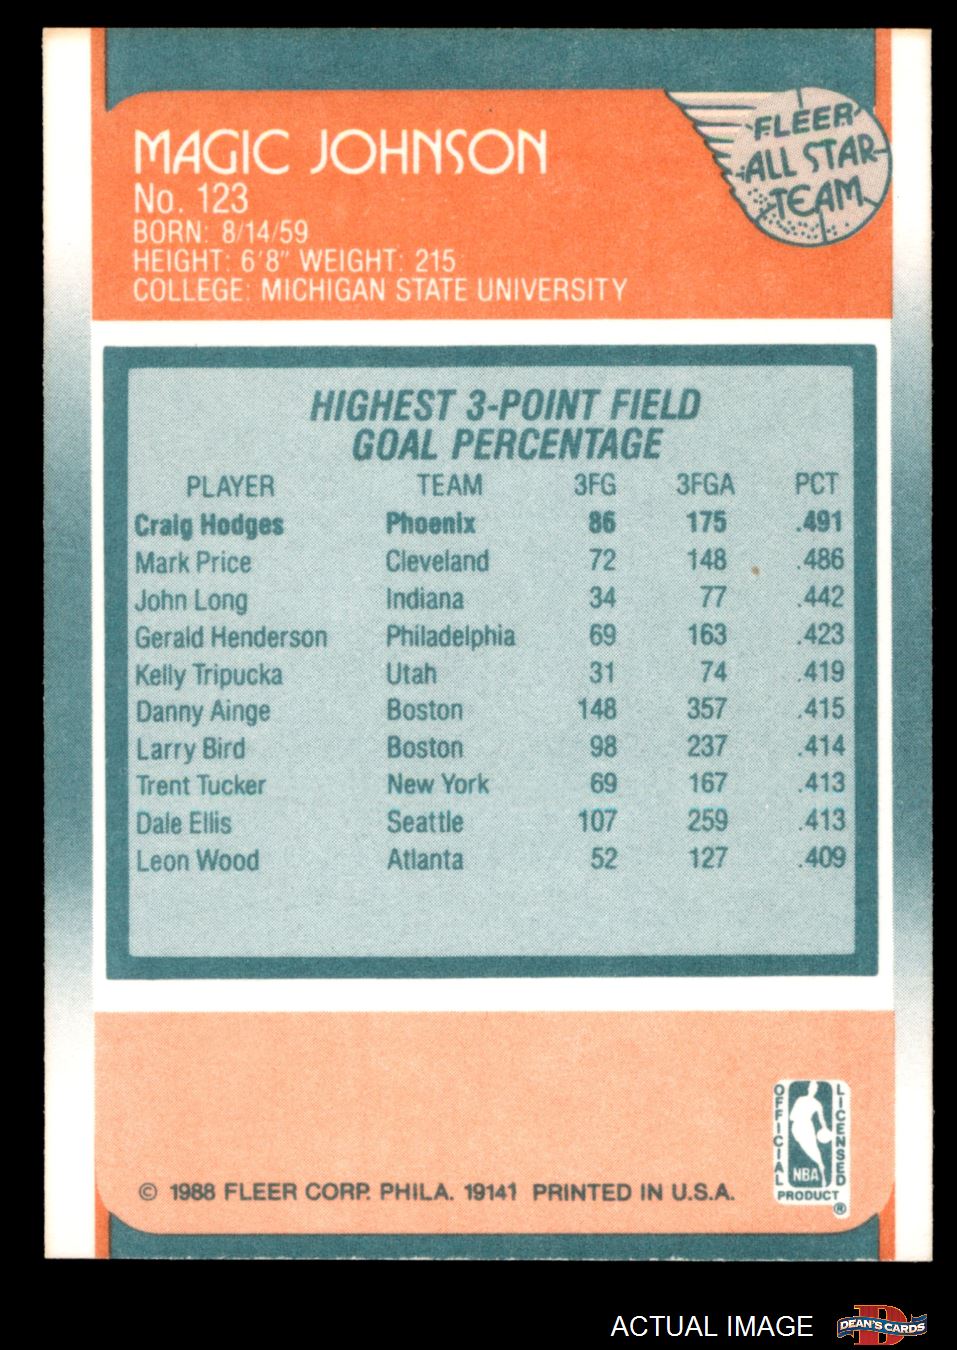 MAGIC JOHNSON
No. 123
BORN: 8/14/59
HEIGHT: 6'8" WEIGHT: 215
COLLEGE: MICHIGAN STATE UNIVERSITY
FLEER
ALL STAR
TEAM
HIGHEST 3-POINT FIELD
GOAL PERCENTAGE
PLAYER TEAM 3FG 3FGA PCT
Craig Hodges Phoenix 86 175 .491
Mark Price Cleveland 72 148 .486
John Long Indiana 34 77 .442
Gerald Henderson Philadelphia 69 163 .423
Kelly Tripucka Utah 31 74 .419
Danny Ainge Boston 148 357 .415
Larry Bird Boston 98 237 .414
Trent Tucker New York 69 167 .413
Dale Ellis Seattle 107 259 .413
Leon Wood Atlanta 52 127 .409
OFFICIAL
LICENSED
NBA
PRODUCT
®
© 1988 FLEER CORP. PHILA. 19141 PRINTED IN U.S.A.
ACTUAL IMAGE
D
DEAN'S CARDS